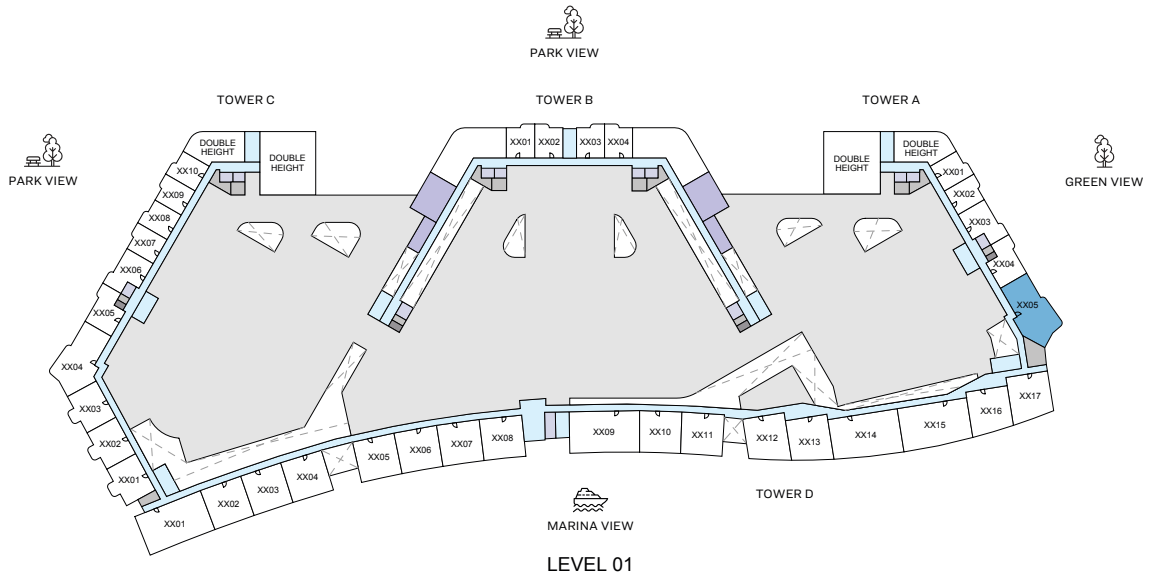 PARK VIEW
TOWER C
TOWER B
TOWER A
PARK VIEW
GREEN VIEW
DOUBLE
HEIGHT
DOUBLE
HEIGHT
XX10
XX09
XX08
XX07
XX06
XX05
XX04
XX03
XX02
XX01
XX01
XX02
XX03
XX04
DOUBLE
HEIGHT
DOUBLE
HEIGHT
XX01
XX02
XX03
XX04
XX05
XX01
XX02
XX03
XX04
XX05
XX06
XX07
XX08
XX09
XX10
XX11
XX12
XX13
XX14
XX15
XX16
XX17
TOWER D
MARINA VIEW
LEVEL 01